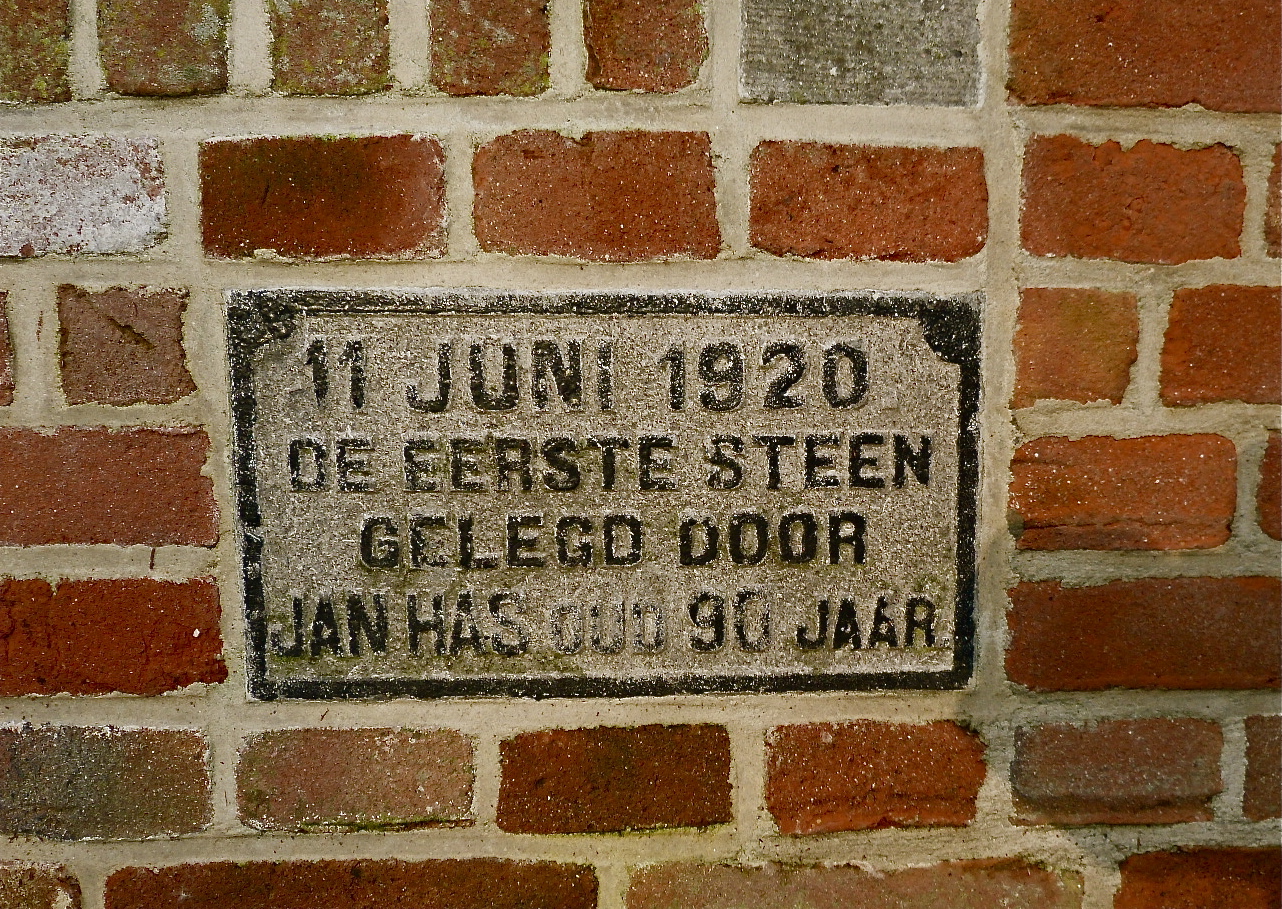 11 JUNI 1920
DE EERSTE STEEN
GELEGD DOOR
JAN HAS OUD 90 JAAR